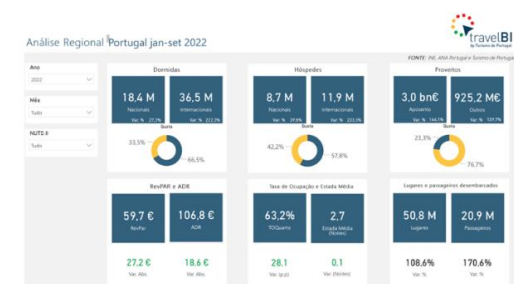 travelBI
by Turismo de Portugal
Análise Regional Portugal jan-set 2022
FONTE: INE, ANA Portugal e Turismo de Portugal
Ano
2022
Mês
Tudo
NUTS II
Tudo
Dormidas
18,4 M
Nacionais
36,5 M
Internacionais
Quota
33,5%
66,5%
Hóspedes
8,7 M
Nacionais
11,9 M
Internacionais
Quota
42,2%
57,8%
Proveitos
3,0 bn€
Aposento
925,2 M€
Outros
Quota
23,3%
76,7%
RevPAR e ADR
59,7 €
RevPar
106,8 €
ADR
27.2 €
Var. Abs.
18.6 €
Var. Abs.
Taxa de Ocupação e Estada Média
63,2%
TOQuarto
2,7
Estada Média
(Noites)
28.1
Var. (p.p)
0.1
Var. (Noites)
Lugares e passageiros desembarcados
50,8 M
Lugares
20,9 M
Passageiros
108,6%
Var. %
170,6%
Var. %